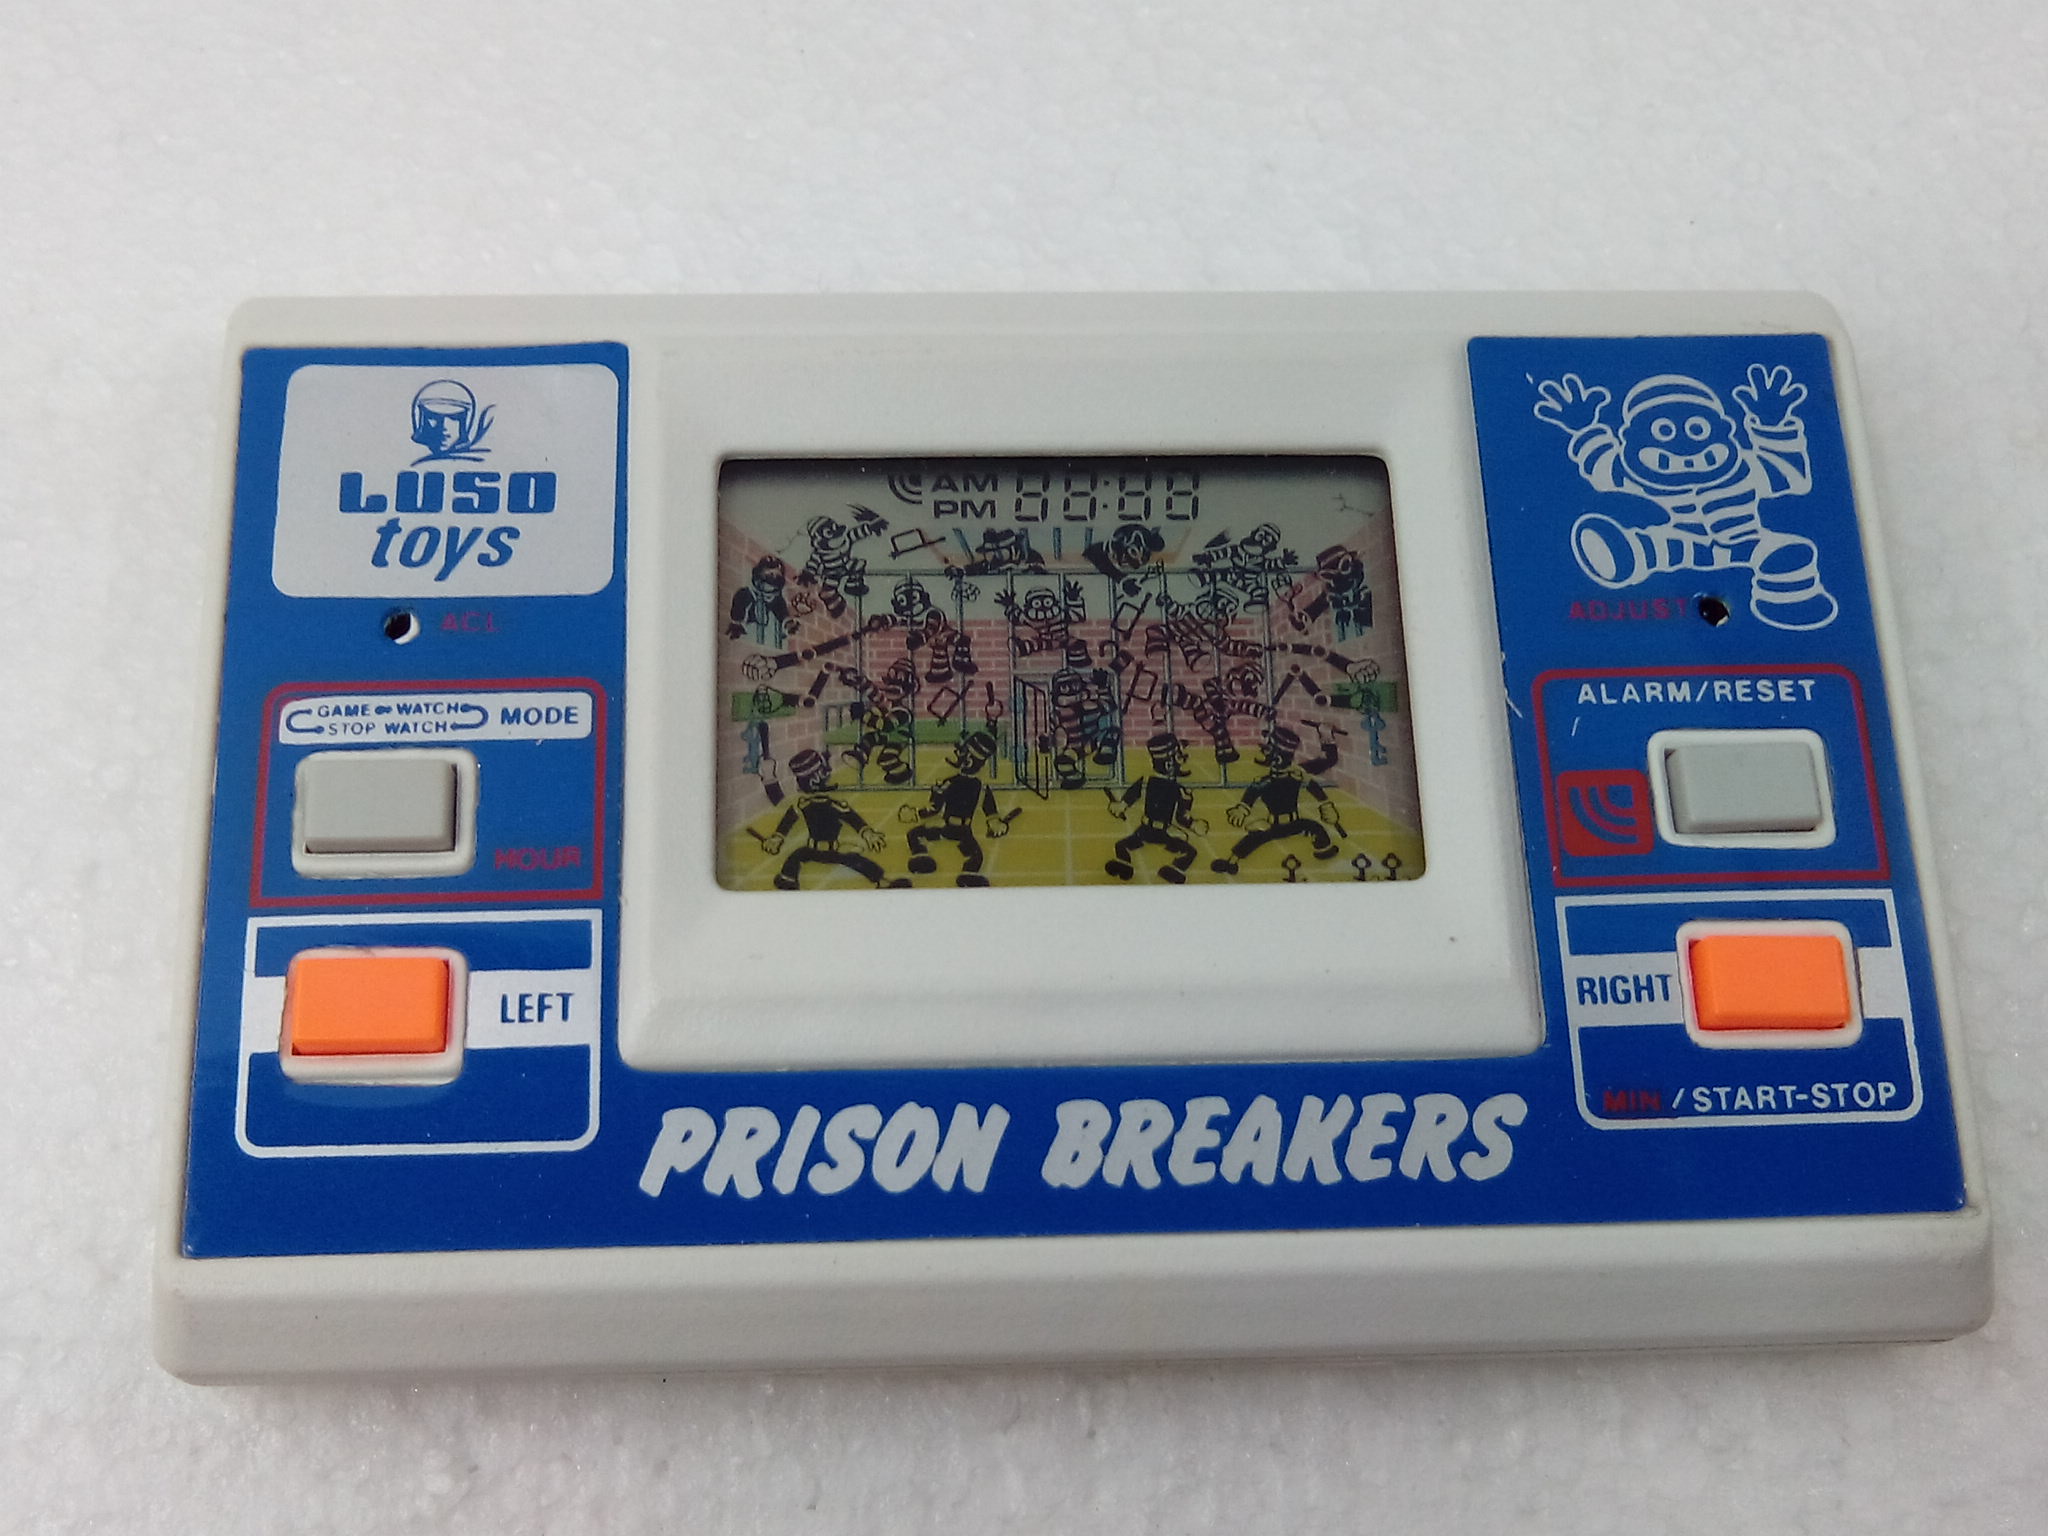 LUSO
toys
ACL
GAME WATCH
STOP WATCH
MODE
HOUR
LEFT
AM 88:88
PM
ADJUST
ALARM/RESET
RIGHT
MIN /START-STOP
PRISON BREAKERS